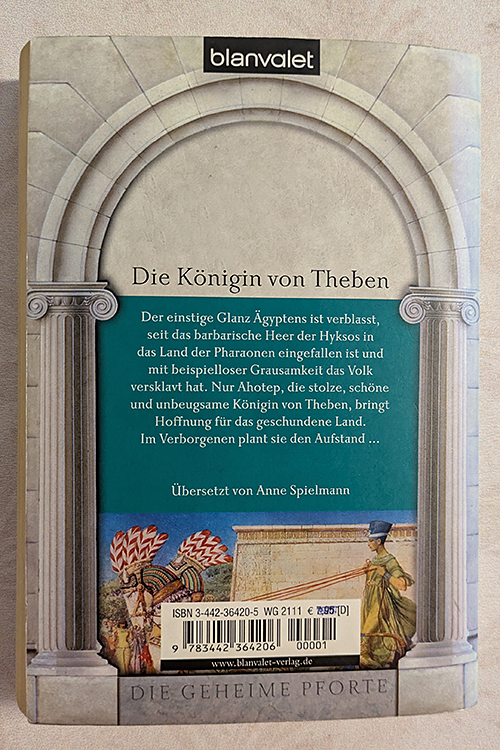 blanvalet
Die Königin von Theben
Der einstige Glanz Ägyptens ist verblasst,
seit das barbarische Heer der Hyksos in
das Land der Pharaonen eingefallen ist und
mit beispielloser Grausamkeit das Volk
versklavt hat. Nur Ahotep, die stolze, schöne
und unbeugsame Königin von Theben, bringt
Hoffnung für das geschundene Land.
Im Verborgenen plant sie den Aufstand ...
Übersetzt von Anne Spielmann
ISBN 3-442-36420-5 WG 2111 € 7,95 [D]
9 783442 364206 00001
www.blanvalet-verlag.de
DIE GEHEIME PFORTE